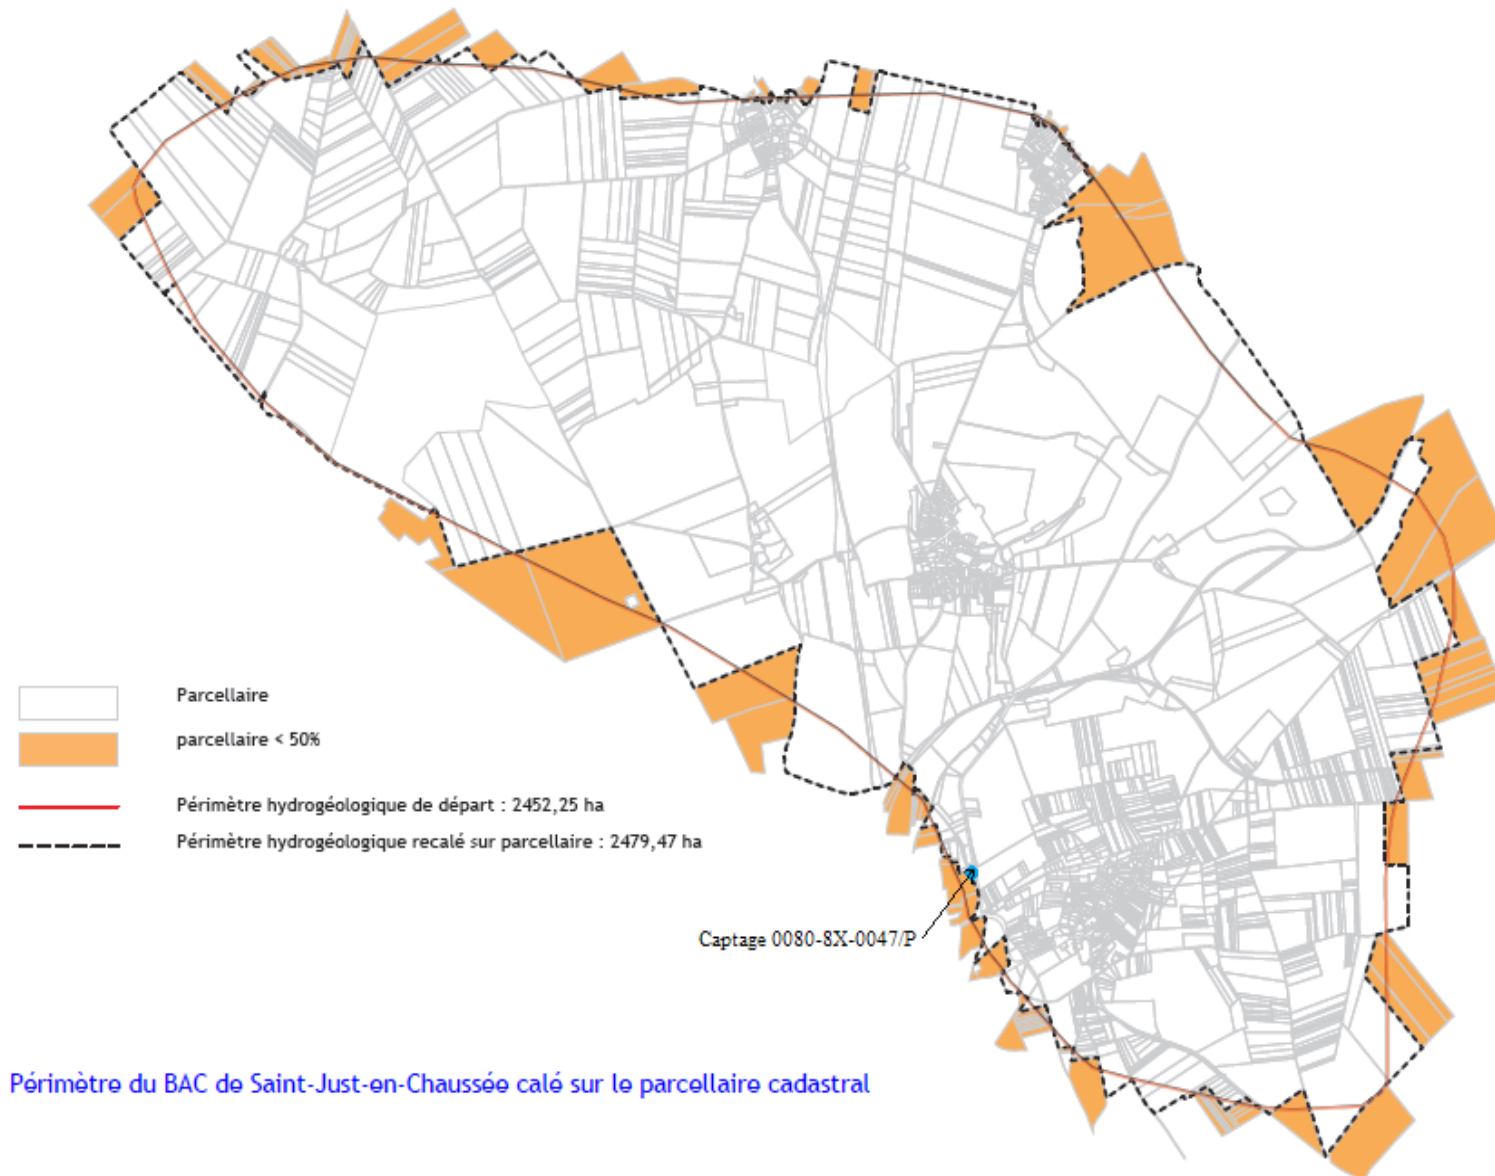 Parcellaire
parcellaire < 50%
Périmètre hydrogéologique de départ : 2452,25 ha
Périmètre hydrogéologique recalé sur parcellaire : 2479,47 ha
Captage 0080-8X-0047/P
Périmètre du BAC de Saint-Just-en-Chaussée calé sur le parcellaire cadastral